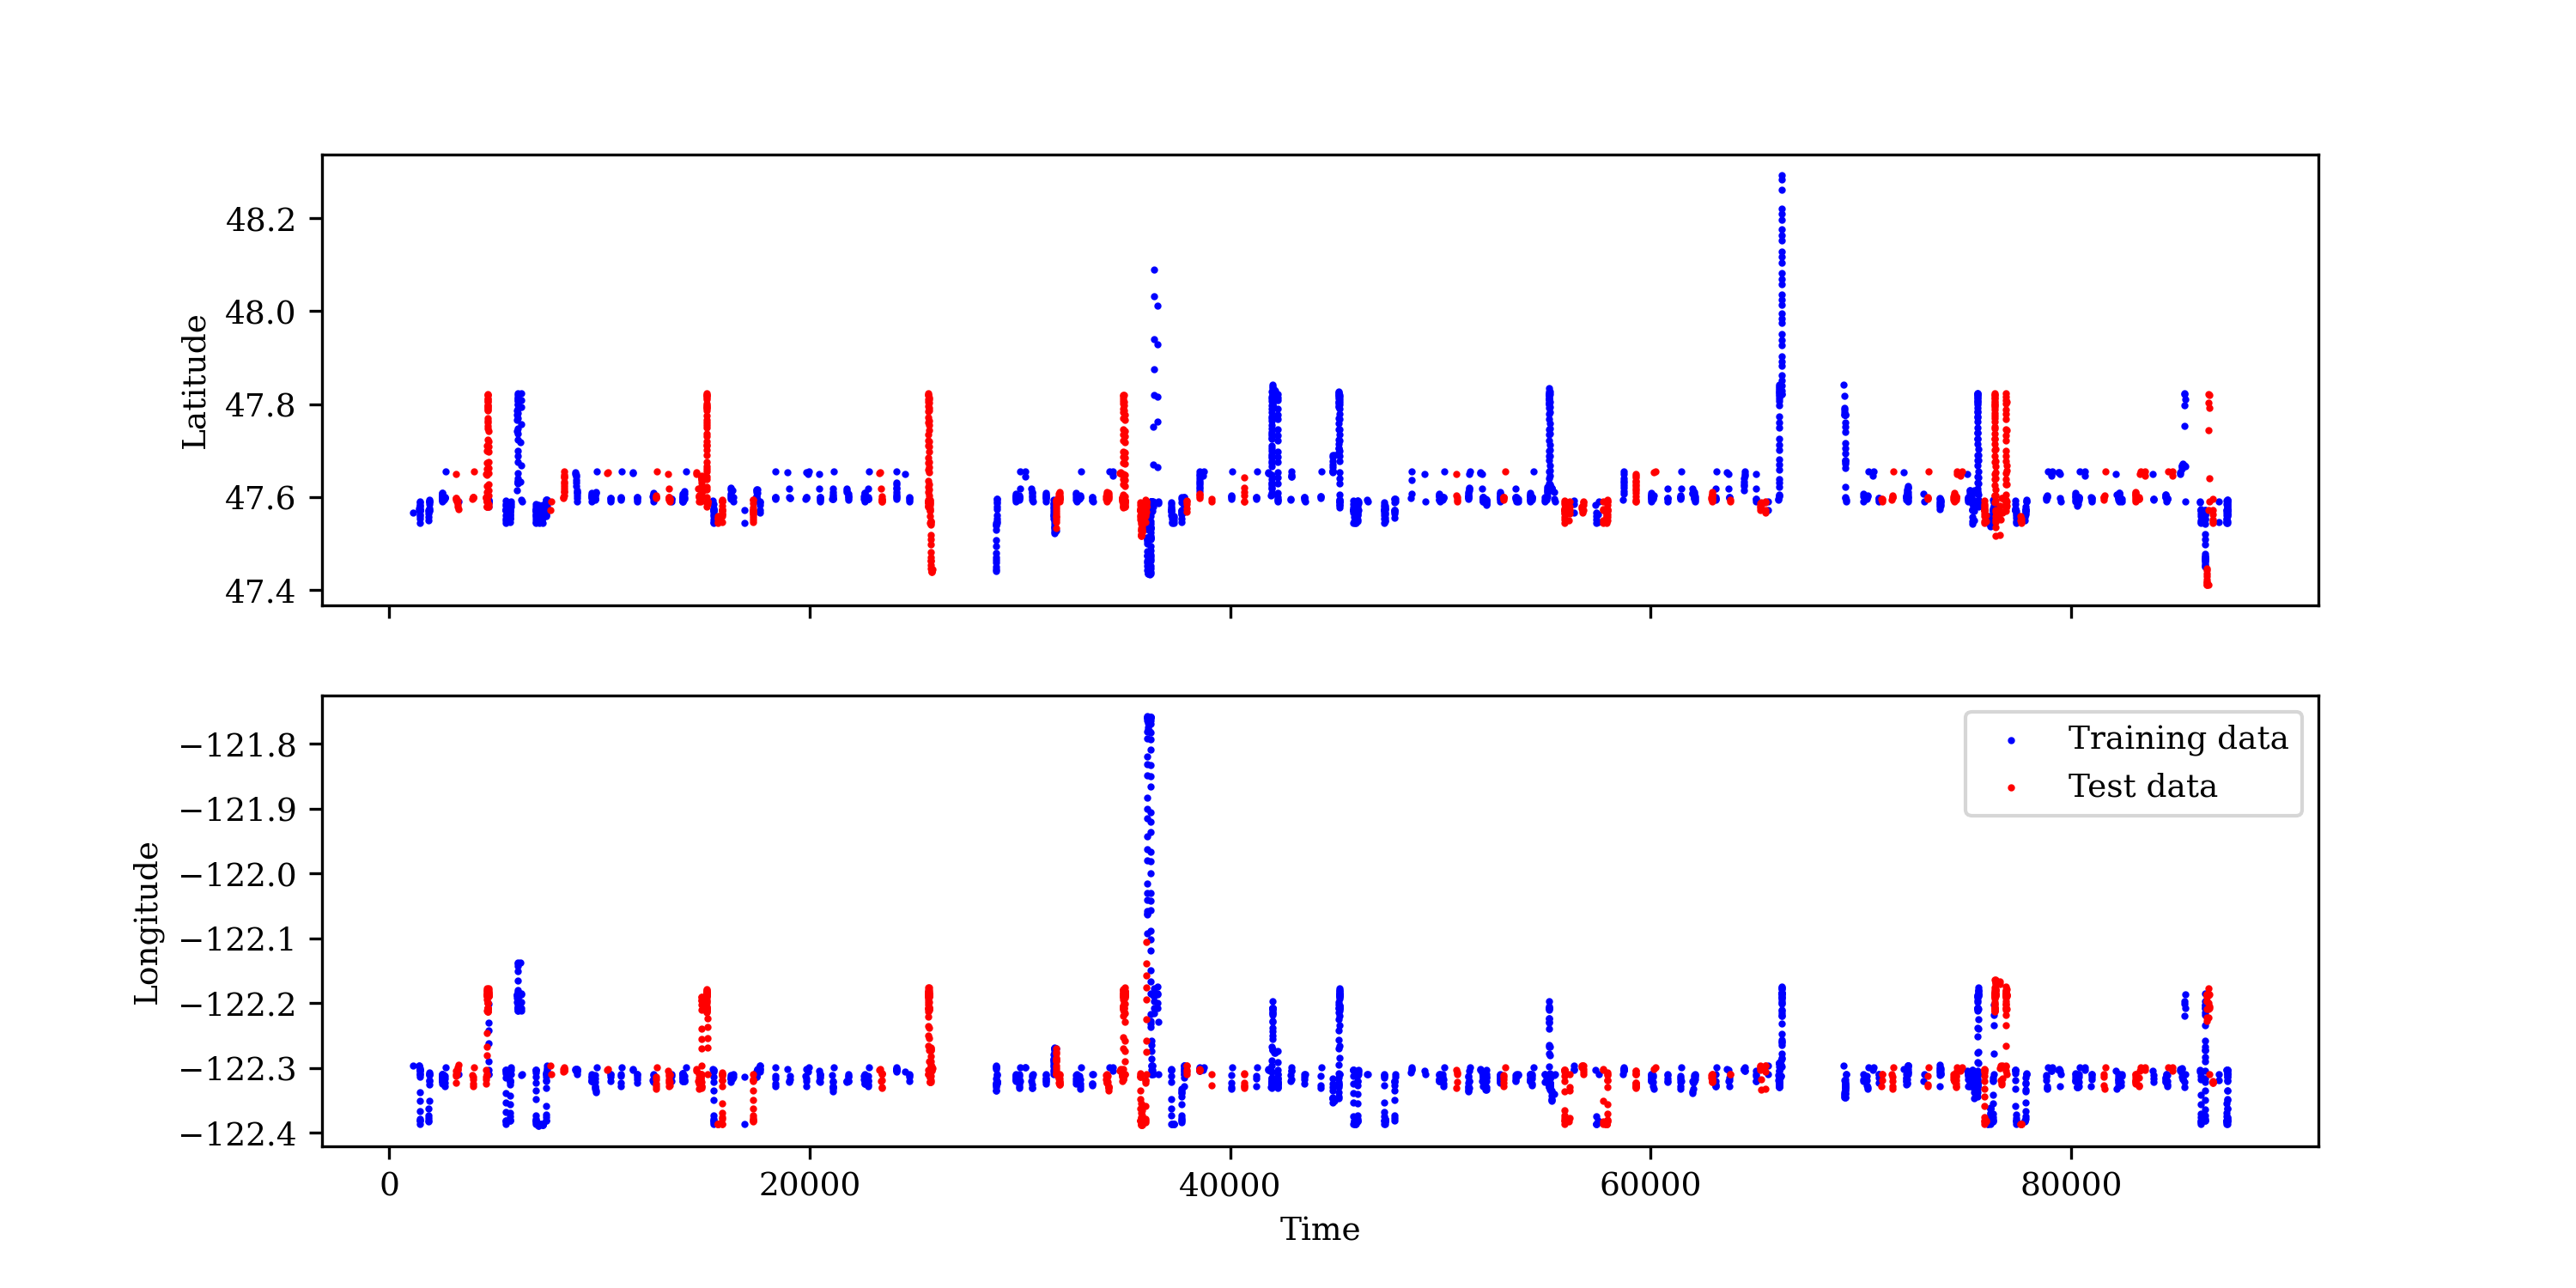 48.2
48.0
47.8
47.6
47.4
Latitude
−121.8
−121.9
−122.0
−122.1
−122.2
−122.3
−122.4
Longitude
Training data
Test data
0 20000 40000 60000 80000
Time